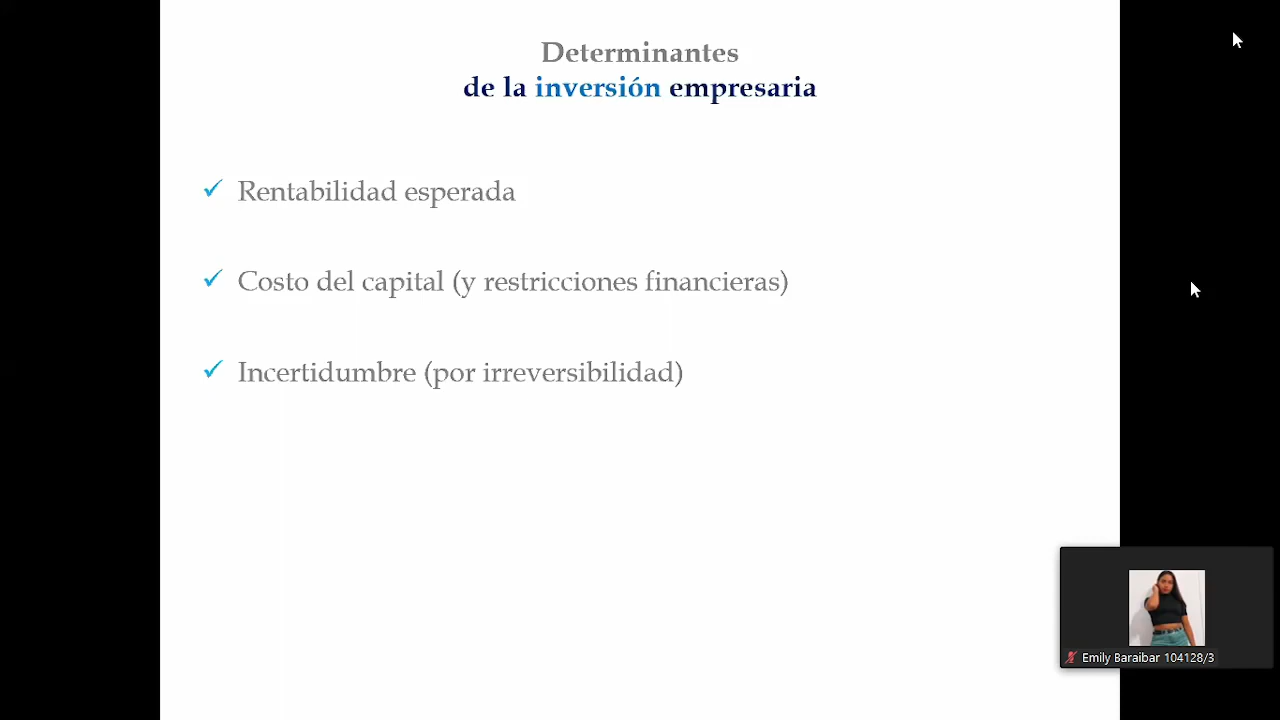 Determinantes
de la inversión empresaria
Rentabilidad esperada
Costo del capital (y restricciones financieras)
Incertidumbre (por irreversibilidad)
Emily Baraibar 104128/3